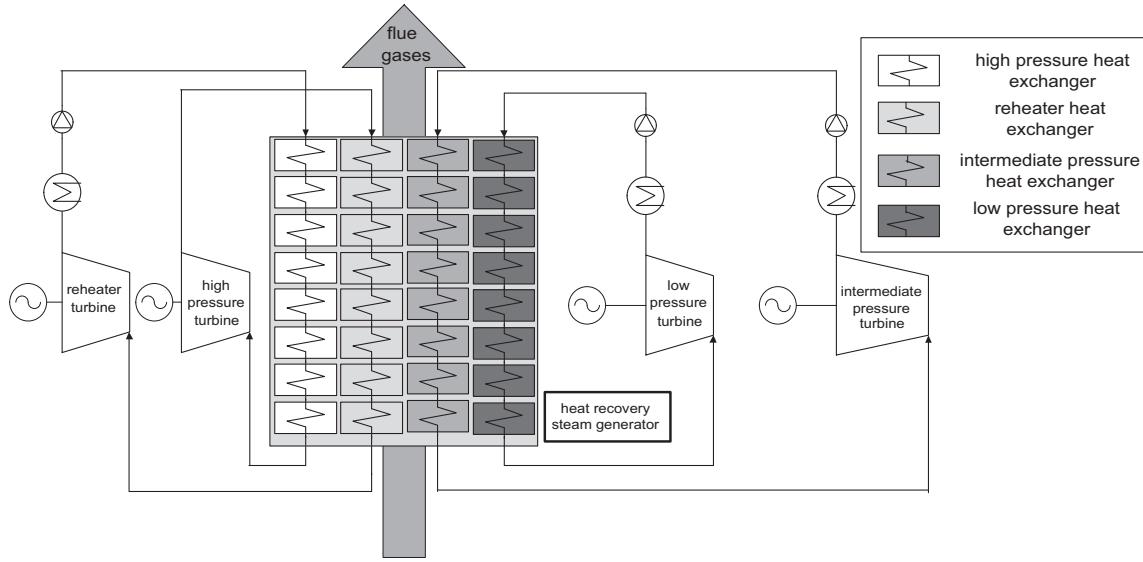 flue
gases
high pressure heat
exchanger
reheater heat
exchanger
intermediate pressure
heat exchanger
low pressure heat
exchanger
reheater
turbine
high
pressure
turbine
low
pressure
turbine
intermediate
pressure
turbine
heat recovery
steam generator